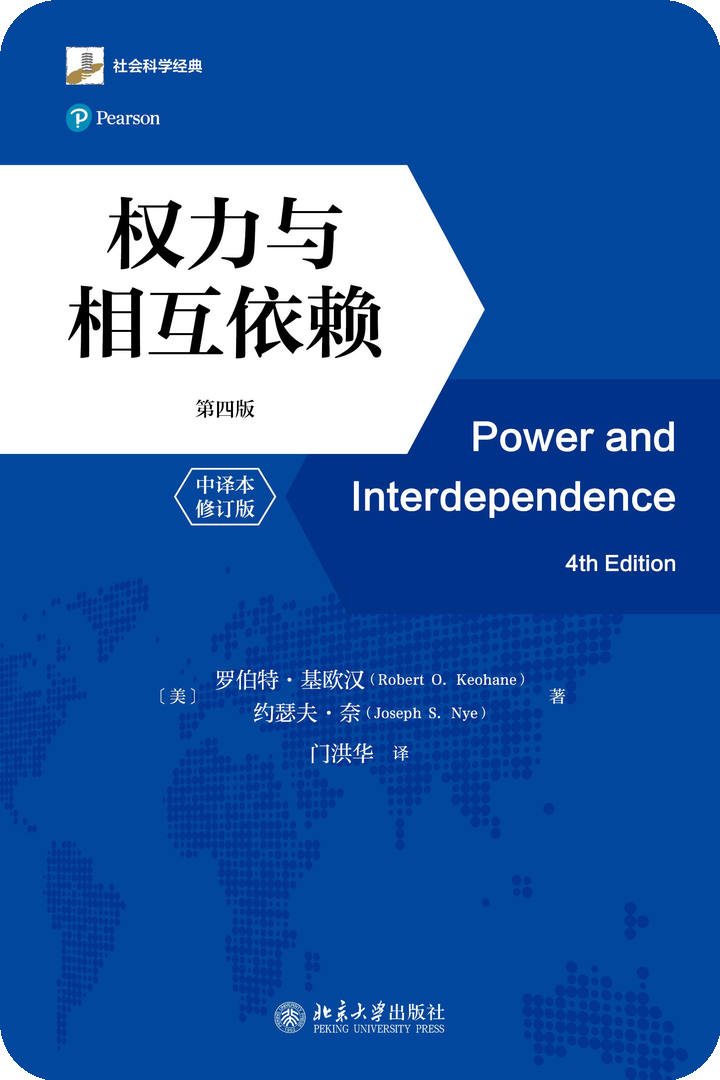 社会科学经典
Pearson
权力与
相互依赖
第四版
Power and
Interdependence
4th Edition
中译本
修订版
〔美〕
罗伯特·基欧汉（Robert O. Keohane）
约瑟夫·奈（Joseph S. Nye）
著
门洪华 译
北京大学出版社
PEKING UNIVERSITY PRESS